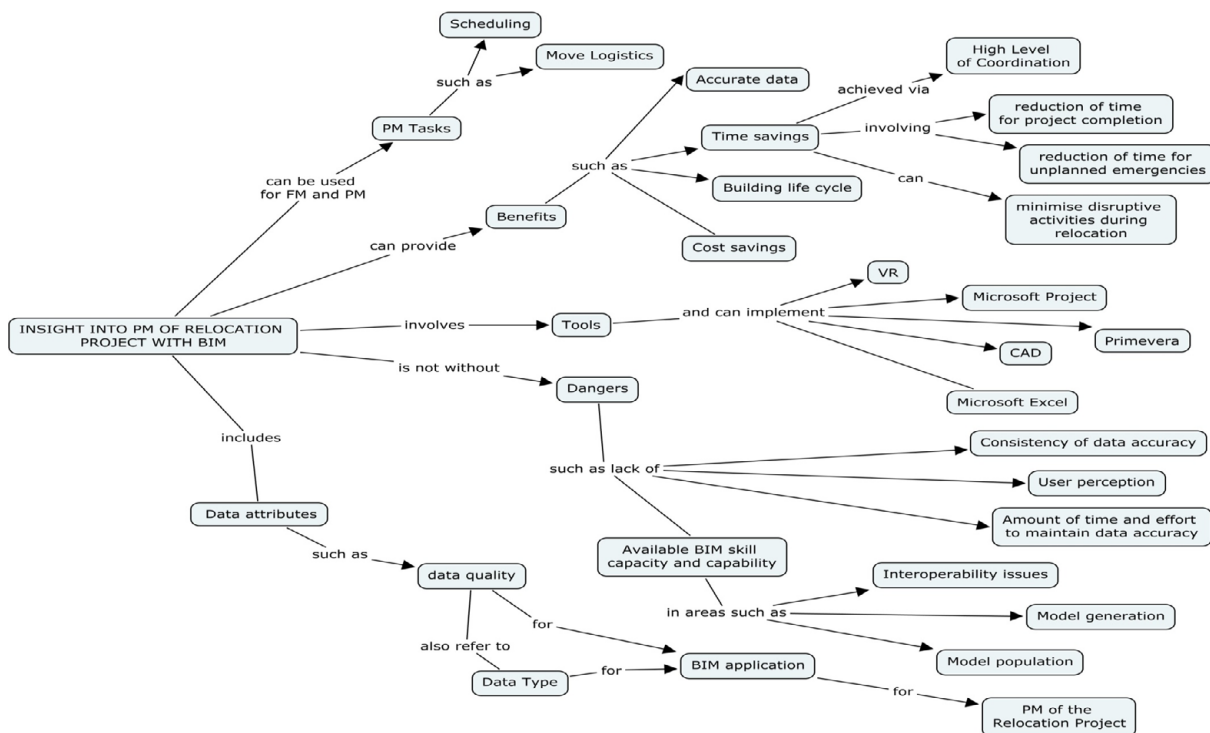 Scheduling
Move Logistics
such as
PM Tasks
can be used
for FM and PM
High Level
of Coordination
Accurate data
achieved via
reduction of time
for project completion
Time savings
involving
such as
reduction of time for
unplanned emergencies
can
Building life cycle
Benefits
minimise disruptive
activities during
relocation
can provide
Cost savings
VR
Microsoft Project
INSIGHT INTO PM OF RELOCATION
PROJECT WITH BIM
involves
Tools
and can implement
Primevera
CAD
is not without
Dangers
Microsoft Excel
includes
Consistency of data accuracy
such as lack of
User perception
Data attributes
Amount of time and effort
to maintain data accuracy
such as
Available BIM skill
capacity and capability
data quality
Interoperability issues
in areas such as
Model generation
for
also refer to
Model population
Data Type
for
BIM application
for
PM of the
Relocation Project